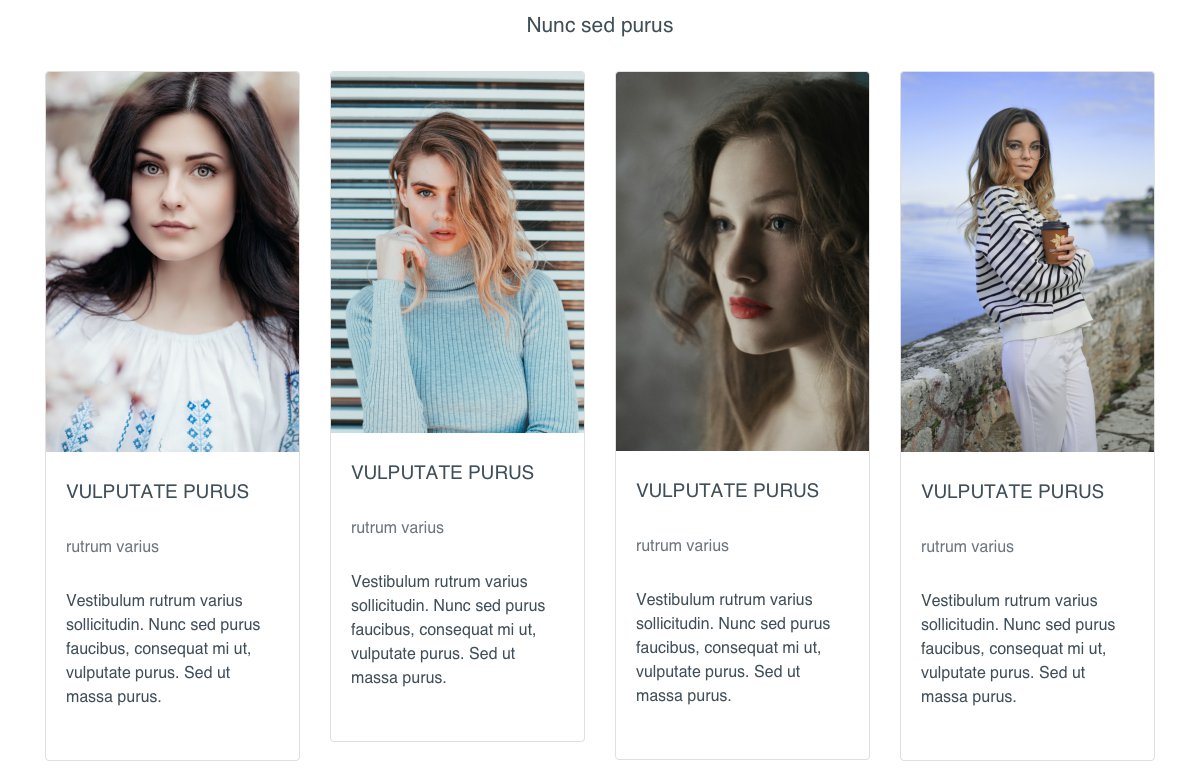 Nunc sed purus
VULPUTATE PURUS
rutrum varius
Vestibulum rutrum varius
sollicitudin. Nunc sed purus
faucibus, consequat mi ut,
vulputate purus. Sed ut
massa purus.
VULPUTATE PURUS
rutrum varius
Vestibulum rutrum varius
sollicitudin. Nunc sed purus
faucibus, consequat mi ut,
vulputate purus. Sed ut
massa purus.
VULPUTATE PURUS
rutrum varius
Vestibulum rutrum varius
sollicitudin. Nunc sed purus
faucibus, consequat mi ut,
vulputate purus. Sed ut
massa purus.
VULPUTATE PURUS
rutrum varius
Vestibulum rutrum varius
sollicitudin. Nunc sed purus
faucibus, consequat mi ut,
vulputate purus. Sed ut
massa purus.